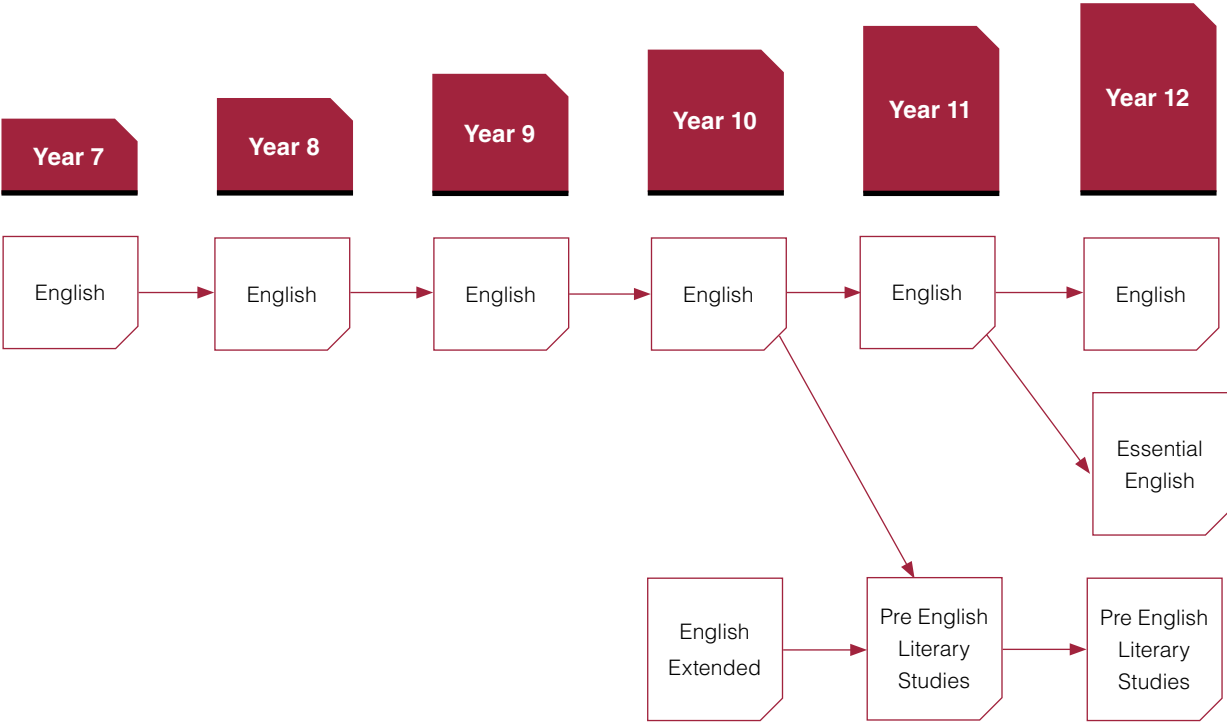 Year 7
Year 8
Year 9
Year 10
Year 11
Year 12
English
English
English
English
English
English
Essential
English
English
Extended
Pre English
Literary
Studies
Pre English
Literary
Studies